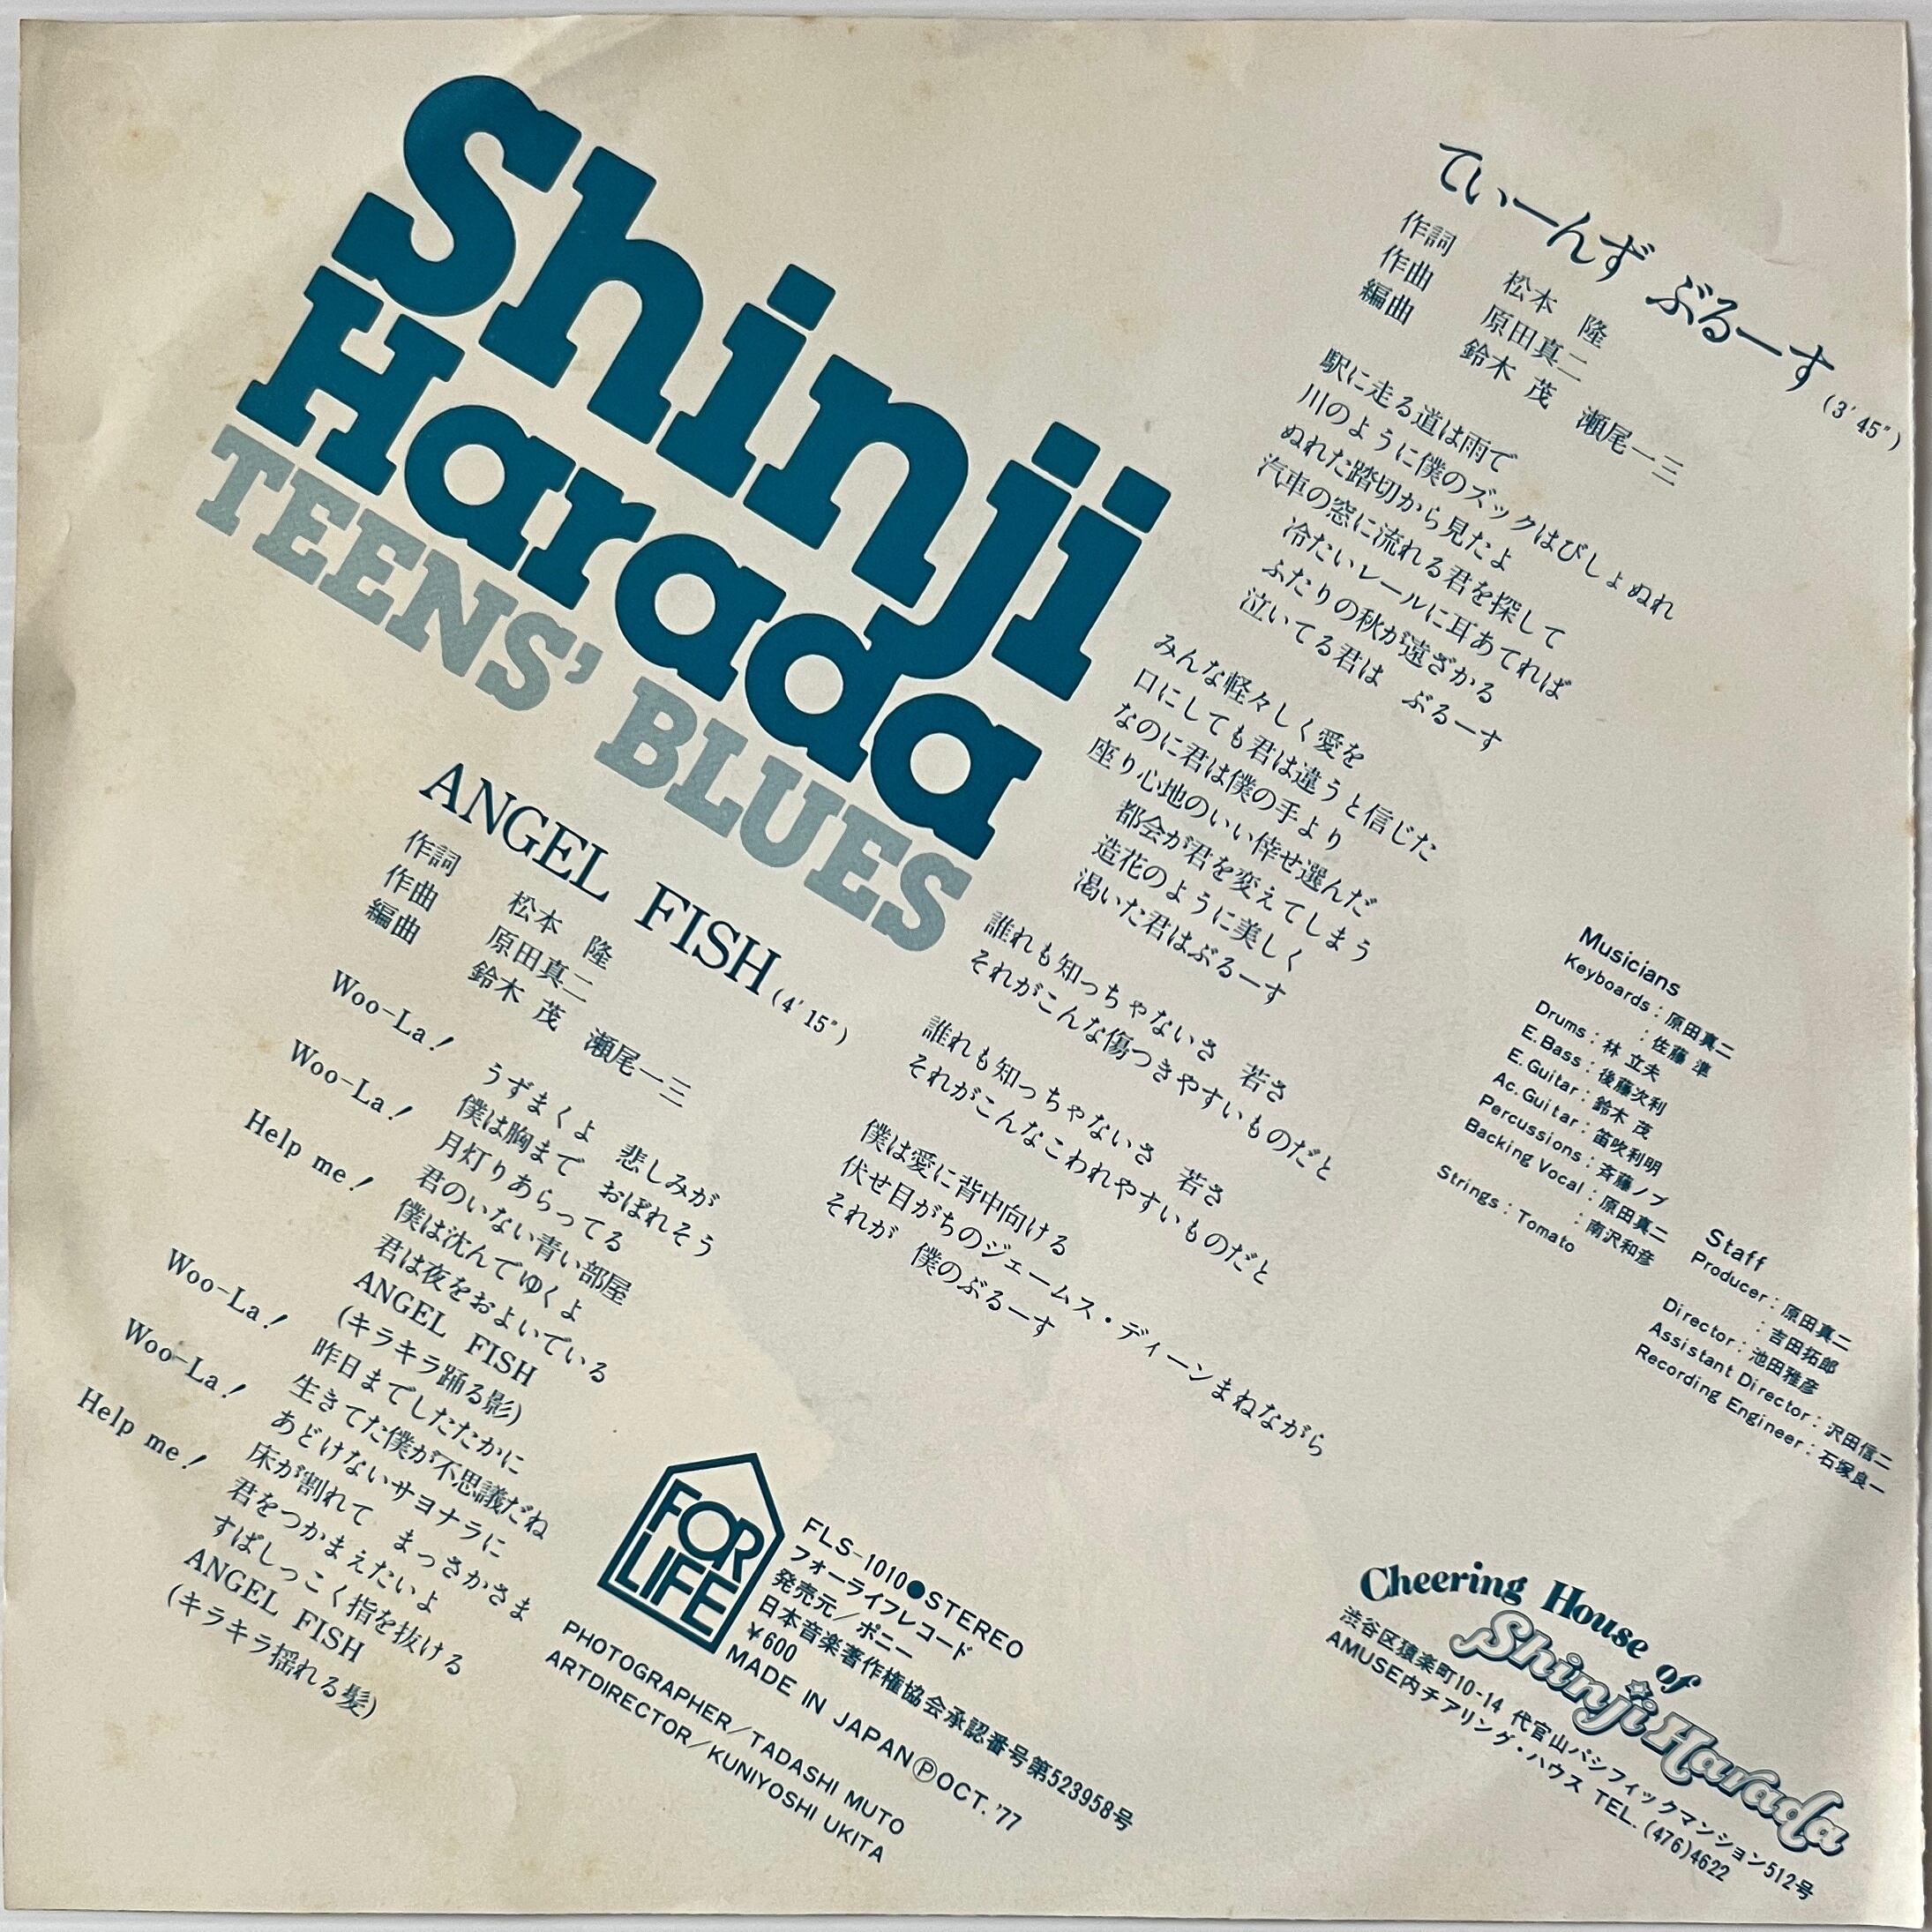 Shinji
Harada
TEENS' BLUES
てぃーんず ぶるーす (3′45″)
作詞 松本 隆
作曲 原田真二
編曲 鈴木 茂 瀬尾一三
駅に走る道は雨で
川のように僕のズックはびしょぬれ
ぬれた踏切から見たよ
汽車の窓に流れる君を探して
冷たいレールに耳あてれば
ふたりの秋が遠ざかる
泣いてる君は ぶるーす
みんな軽々しく愛を
口にしても君は違うと信じた
なのに君は僕の手より
座り心地のいい倖せ選んだ
都会が君を変えてしまう
造花のように美しく
渇いた君はぶるーす
誰れも知っちゃないさ 若さ
それがこんな傷つきやすいものだと
誰れも知っちゃないさ 若さ
それがこんなこわれやすいものだと
僕は愛に背中向ける
伏せ目がちのジェームス・ディーンまねながら
それが 僕のぶるーす
ANGEL FISH (4′15″)
作詞 松本 隆
作曲 原田真二
編曲 鈴木 茂 瀬尾一三
Woo-La! うずまくよ 悲しみが
僕は胸まで おぼれそう
Woo-La! 月灯りあらってる
君のいない青い部屋
Help me! 僕は沈んでゆくよ
君は夜をおよいでいる
ANGEL FISH
(キラキラ踊る影)
Woo-La! 昨日までしたたかに
生きてた僕が不思議だね
Woo-La! あどけないサヨナラに
床が割れて まっさかさま
Help me! 君をつかまえたいよ
すばしっこく指を抜ける
ANGEL FISH
(キラキラ揺れる髪)
Musicians
Keyboards : 原田真二
: 佐藤 準
Drums : 林 立夫
E.Bass : 後藤次利
E.Guitar : 鈴木 茂
Ac.Guitar : 笛吹利明
Percussions : 斉藤ノブ
Backing Vocal : 原田真二
: 南沢和彦
Strings : Tomato
Staff
Producer : 原田真二
: 吉田拓郎
Director : 池田雅彦
Assistant Director : 沢田信二
Recording Engineer : 石塚良一
FOR
LIFE
FLS-1010●STEREO
フォーライフレコード
発売元／ポニー
日本音楽著作権協会承認番号第523958号
¥600
MADE IN JAPANⓅOCT. '77
PHOTOGRAPHER／TADASHI MUTO
ARTDIRECTOR／KUNIYOSHI UKITA
Cheering House of
Shinji Harada
渋谷区猿楽町10-14 代官山パシフィックマンション512号
AMUSE内チアリング・ハウス TEL. (476)4622